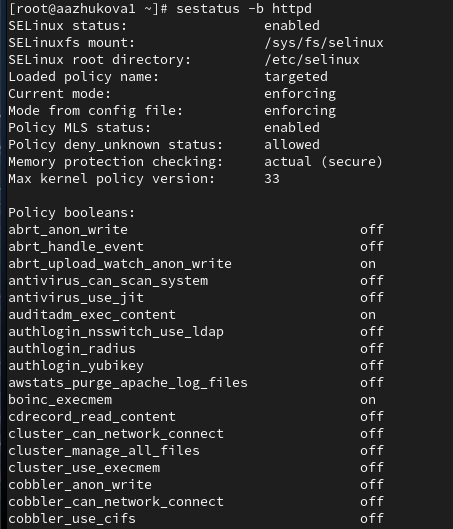 [root@aazhukova1 ~]# sestatus -b httpd
SELinux status: enabled
SELinuxfs mount: /sys/fs/selinux
SELinux root directory: /etc/selinux
Loaded policy name: targeted
Current mode: enforcing
Mode from config file: enforcing
Policy MLS status: enabled
Policy deny_unknown status: allowed
Memory protection checking: actual (secure)
Max kernel policy version: 33

Policy booleans:
abrt_anon_write off
abrt_handle_event off
abrt_upload_watch_anon_write on
antivirus_can_scan_system off
antivirus_use_jit off
auditadm_exec_content on
authlogin_nsswitch_use_ldap off
authlogin_radius off
authlogin_yubikey off
awstats_purge_apache_log_files off
boinc_execmem on
cdrecord_read_content off
cluster_can_network_connect off
cluster_manage_all_files off
cluster_use_execmem off
cobbler_anon_write off
cobbler_can_network_connect off
cobbler_use_cifs off